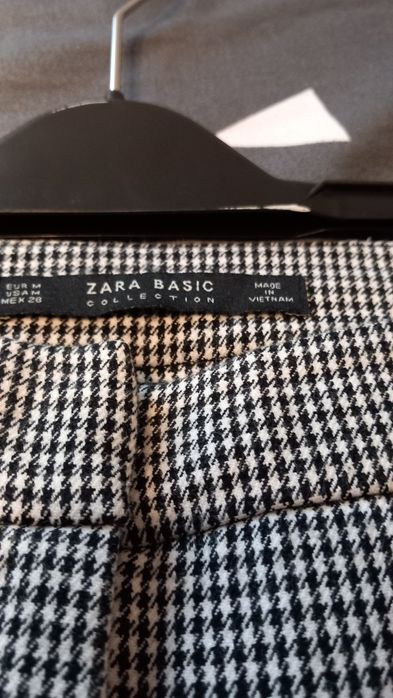 EUR M
USA M
MEX 28
ZARA BASIC
COLLECTION
MADE
IN
VIETNAM